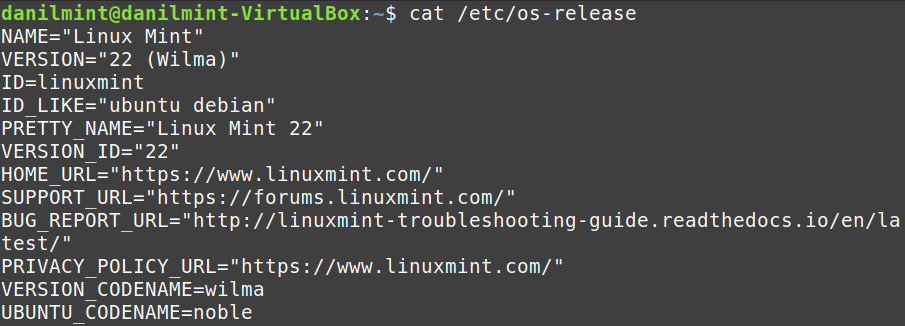 danilmint@danilmint-VirtualBox:~$ cat /etc/os-release
NAME="Linux Mint"
VERSION="22 (Wilma)"
ID=linuxmint
ID_LIKE="ubuntu debian"
PRETTY_NAME="Linux Mint 22"
VERSION_ID="22"
HOME_URL="https://www.linuxmint.com/"
SUPPORT_URL="https://forums.linuxmint.com/"
BUG_REPORT_URL="http://linuxmint-troubleshooting-guide.readthedocs.io/en/la
test/"
PRIVACY_POLICY_URL="https://www.linuxmint.com/"
VERSION_CODENAME=wilma
UBUNTU_CODENAME=noble